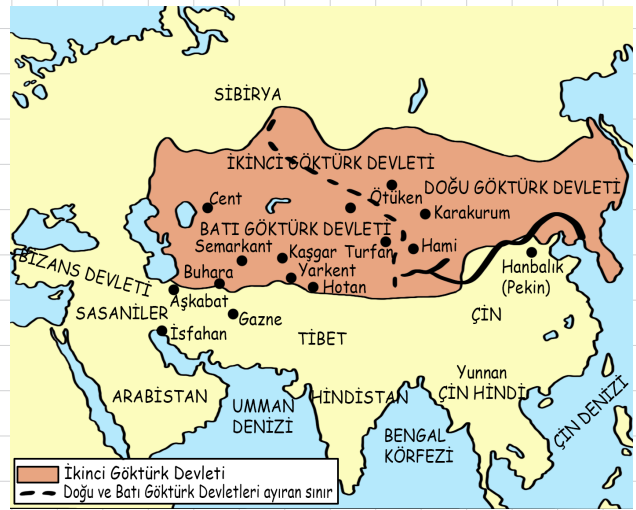 SİBİRYA
İKİNCİ GÖKTÜRK DEVLETİ
DOĞU GÖKTÜRK DEVLETİ
Ötüken
Cent
Karakurum
BATI GÖKTÜRK DEVLETİ
Semarkant
Kaşgar
Turfan
Hami
BİZANS DEVLETİ
Buhara
Yarkent
Hanbalık
(Pekin)
Aşkabat
Hotan
SASANİLER
Gazne
ÇİN
İsfahan
TİBET
Yunnan
ÇİN HİNDİ
ARABİSTAN
HİNDİSTAN
UMMAN
DENİZİ
ÇİN DENİZİ
BENGAL
KÖRFEZİ
İkinci Göktürk Devleti
Doğu ve Batı Göktürk Devletleri ayıran sınır